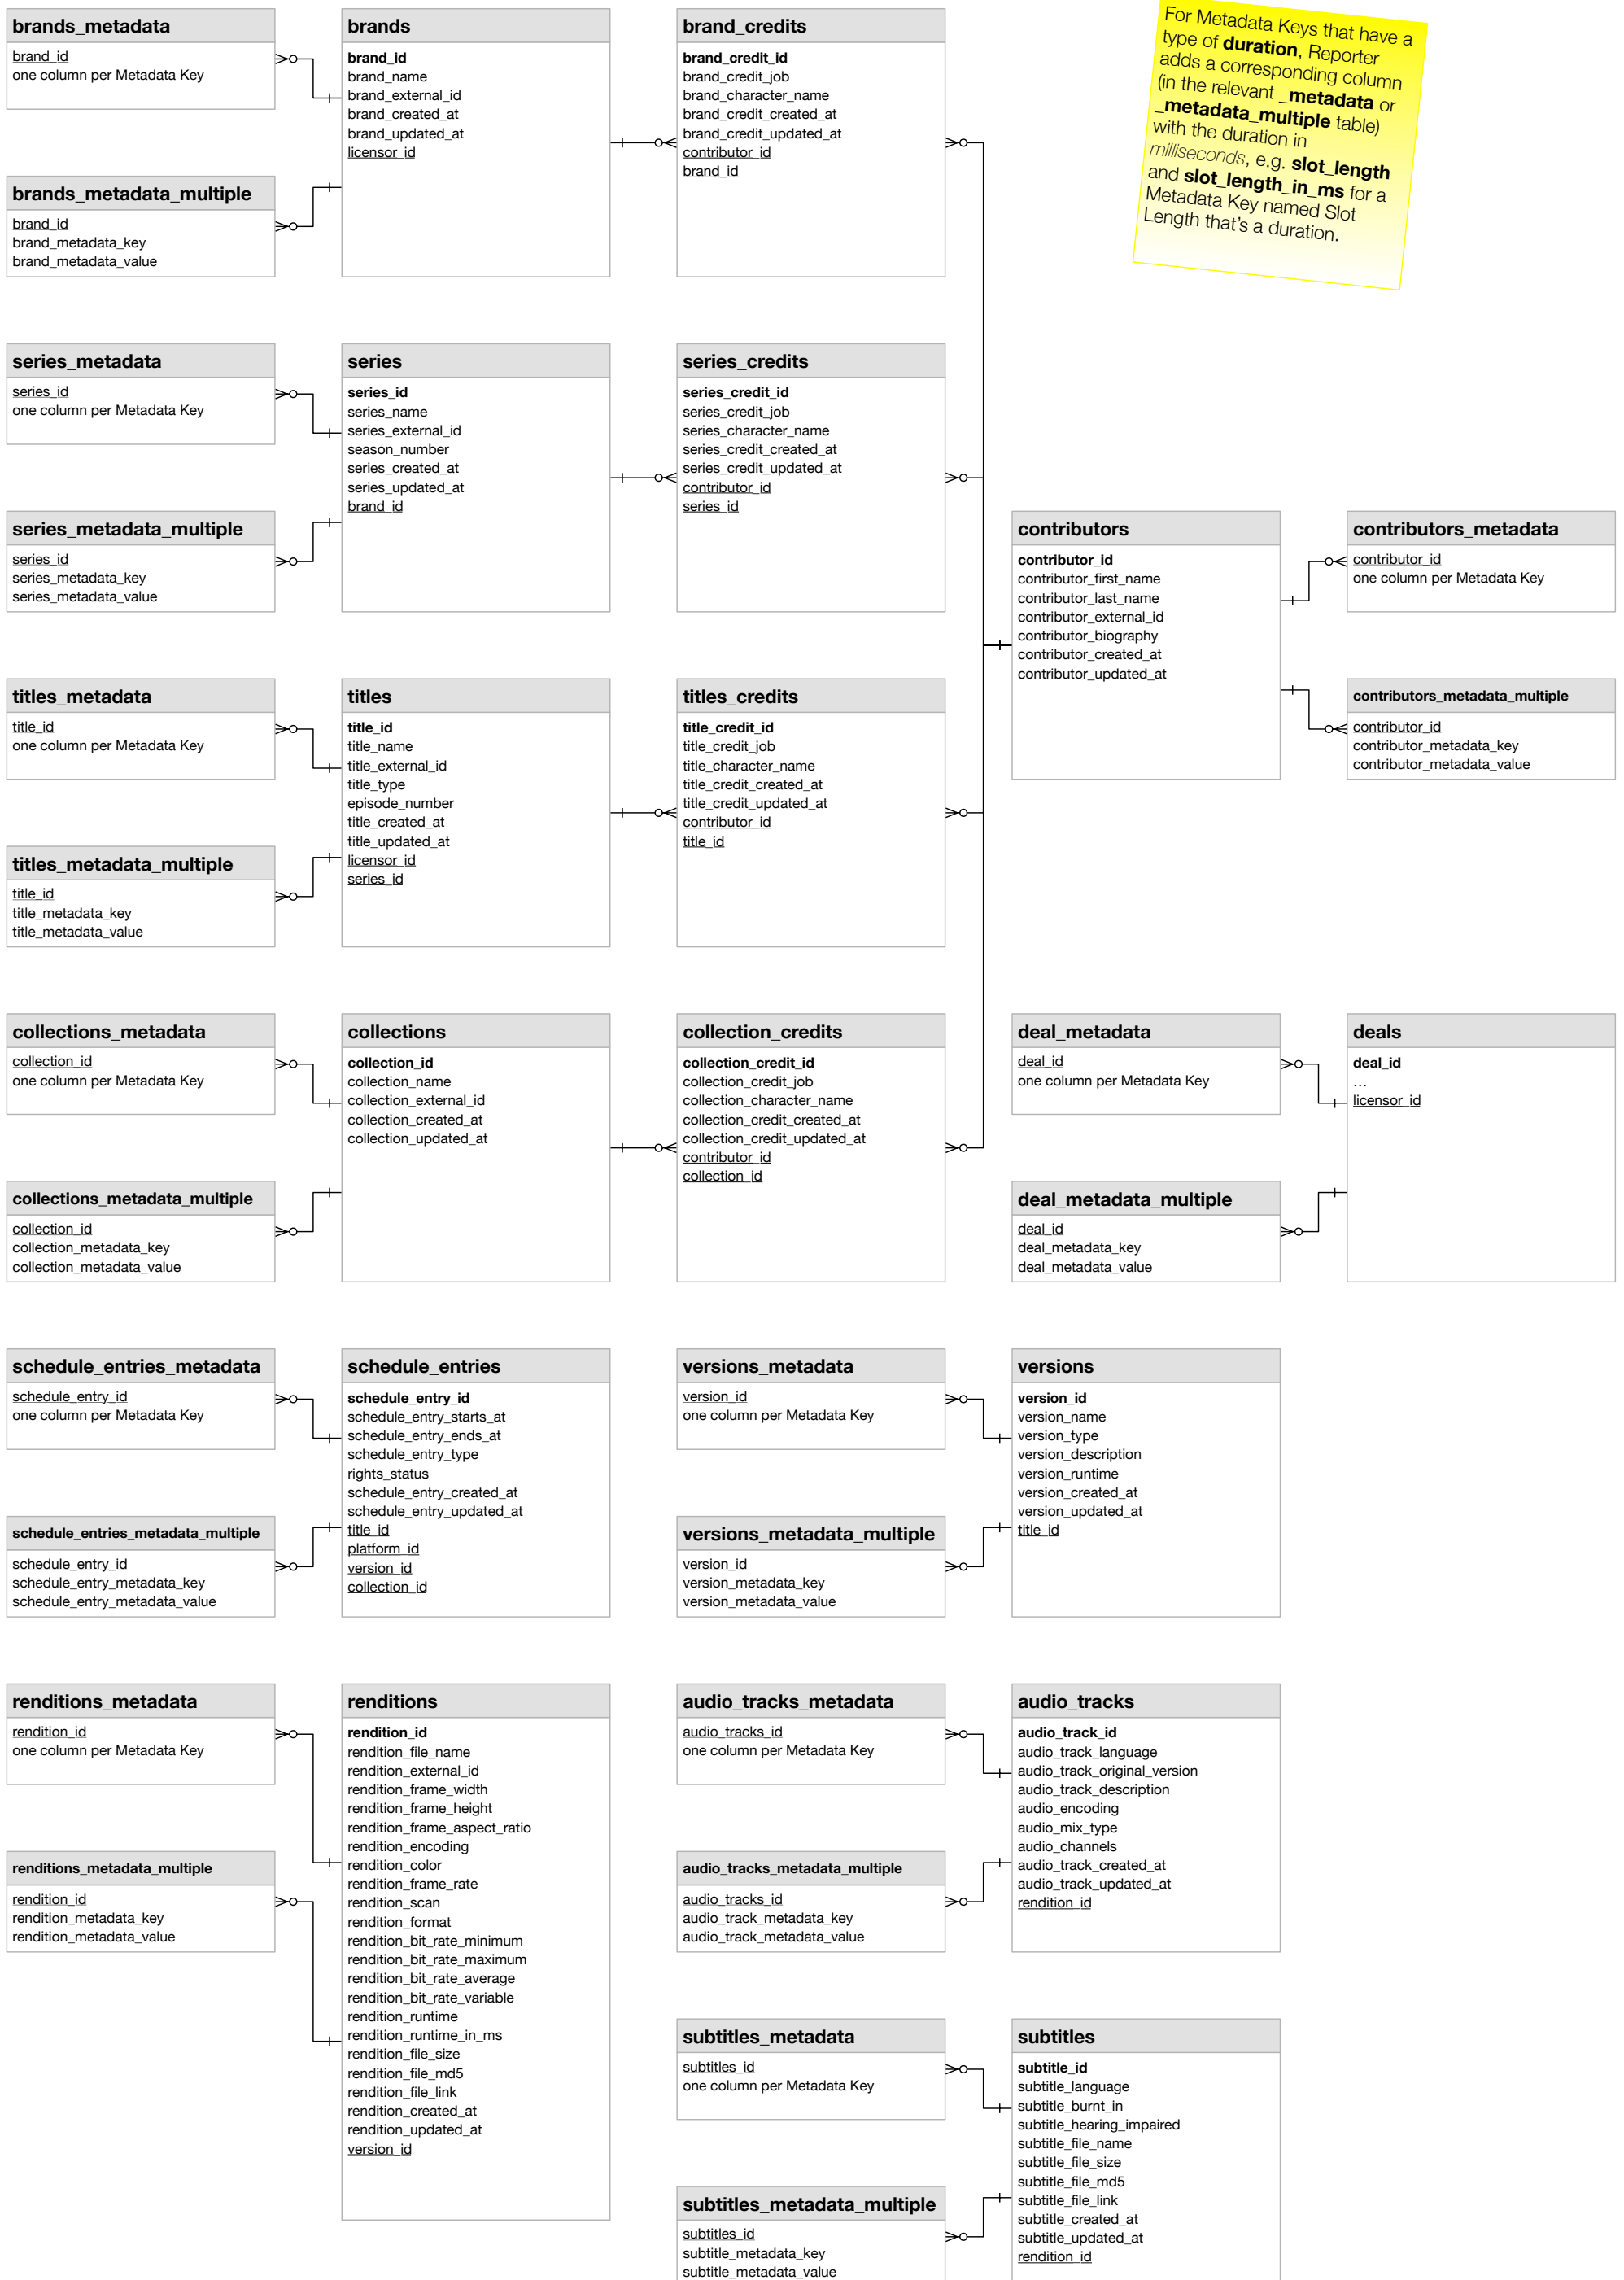 brands_metadata
brand_id
one column per Metadata Key
brands_metadata_multiple
brand_id
brand_metadata_key
brand_metadata_value
brands
brand_id
brand_name
brand_external_id
brand_created_at
brand_updated_at
licensor_id
brand_credits
brand_credit_id
brand_credit_job
brand_character_name
brand_credit_created_at
brand_credit_updated_at
contributor_id
brand_id
For Metadata Keys that have a
type of duration, Reporter
adds a corresponding column
(in the relevant _metadata or
_metadata_multiple table)
with the duration in
milliseconds, e.g. slot_length
and slot_length_in_ms for a
Metadata Key named Slot
Length that's a duration.
series_metadata
series_id
one column per Metadata Key
series_metadata_multiple
series_id
series_metadata_key
series_metadata_value
series
series_id
series_name
series_external_id
season_number
series_created_at
series_updated_at
brand_id
series_credits
series_credit_id
series_credit_job
series_character_name
series_credit_created_at
series_credit_updated_at
contributor_id
series_id
contributors
contributor_id
contributor_first_name
contributor_last_name
contributor_external_id
contributor_biography
contributor_created_at
contributor_updated_at
contributors_metadata
contributor_id
one column per Metadata Key
contributors_metadata_multiple
contributor_id
contributor_metadata_key
contributor_metadata_value
titles_metadata
title_id
one column per Metadata Key
titles_metadata_multiple
title_id
title_metadata_key
title_metadata_value
titles
title_id
title_name
title_external_id
title_type
episode_number
title_created_at
title_updated_at
licensor_id
series_id
titles_credits
title_credit_id
title_credit_job
title_character_name
title_credit_created_at
title_credit_updated_at
contributor_id
title_id
collections_metadata
collection_id
one column per Metadata Key
collections_metadata_multiple
collection_id
collection_metadata_key
collection_metadata_value
collections
collection_id
collection_name
collection_external_id
collection_created_at
collection_updated_at
collection_credits
collection_credit_id
collection_credit_job
collection_character_name
collection_credit_created_at
collection_credit_updated_at
contributor_id
collection_id
deal_metadata
deal_id
one column per Metadata Key
deal_metadata_multiple
deal_id
deal_metadata_key
deal_metadata_value
deals
deal_id
...
licensor_id
schedule_entries_metadata
schedule_entry_id
one column per Metadata Key
schedule_entries_metadata_multiple
schedule_entry_id
schedule_entry_metadata_key
schedule_entry_metadata_value
schedule_entries
schedule_entry_id
schedule_entry_starts_at
schedule_entry_ends_at
schedule_entry_type
rights_status
schedule_entry_created_at
schedule_entry_updated_at
title_id
platform_id
version_id
collection_id
versions_metadata
version_id
one column per Metadata Key
versions_metadata_multiple
version_id
version_metadata_key
version_metadata_value
versions
version_id
version_name
version_type
version_description
version_runtime
version_created_at
version_updated_at
title_id
renditions_metadata
rendition_id
one column per Metadata Key
renditions_metadata_multiple
rendition_id
rendition_metadata_key
rendition_metadata_value
renditions
rendition_id
rendition_file_name
rendition_external_id
rendition_frame_width
rendition_frame_height
rendition_frame_aspect_ratio
rendition_encoding
rendition_color
rendition_frame_rate
rendition_scan
rendition_format
rendition_bit_rate_minimum
rendition_bit_rate_maximum
rendition_bit_rate_average
rendition_bit_rate_variable
rendition_runtime
rendition_runtime_in_ms
rendition_file_size
rendition_file_md5
rendition_file_link
rendition_created_at
rendition_updated_at
version_id
audio_tracks_metadata
audio_tracks_id
one column per Metadata Key
audio_tracks_metadata_multiple
audio_tracks_id
audio_track_metadata_key
audio_track_metadata_value
audio_tracks
audio_track_id
audio_track_language
audio_track_original_version
audio_track_description
audio_encoding
audio_mix_type
audio_channels
audio_track_created_at
audio_track_updated_at
rendition_id
subtitles_metadata
subtitles_id
one column per Metadata Key
subtitles_metadata_multiple
subtitles_id
subtitle_metadata_key
subtitle_metadata_value
subtitles
subtitle_id
subtitle_language
subtitle_burnt_in
subtitle_hearing_impaired
subtitle_file_name
subtitle_file_size
subtitle_file_md5
subtitle_file_link
subtitle_created_at
subtitle_updated_at
rendition_id